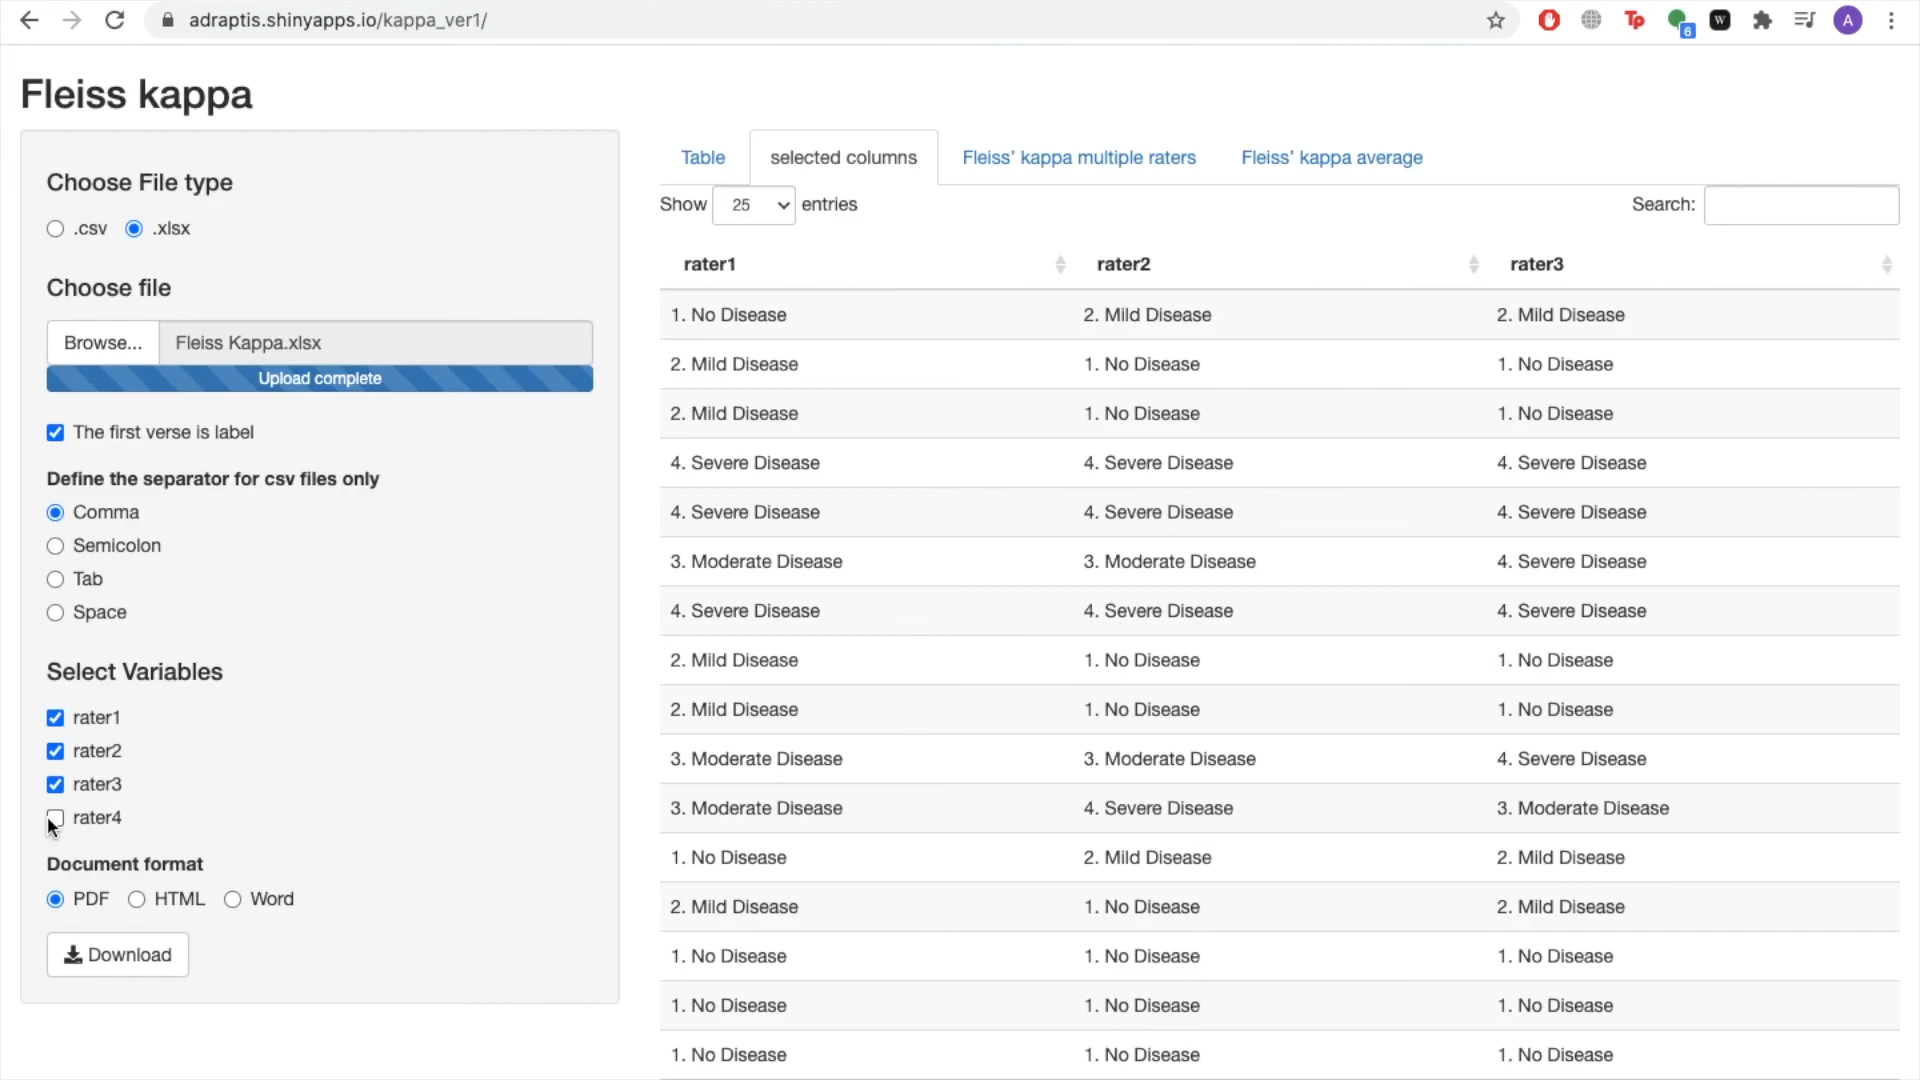 adraptis.shinyapps.io/kappa_ver1/
Tp
6
W
A
Fleiss kappa
Choose File type
.csv .xlsx
Choose file
Browse... Fleiss Kappa.xlsx
Upload complete
The first verse is label
Define the separator for csv files only
Comma
Semicolon
Tab
Space
Select Variables
rater1
rater2
rater3
rater4
Document format
PDF HTML Word
Download
Table selected columns Fleiss’ kappa multiple raters Fleiss’ kappa average
Show 25 entries Search:
rater1 rater2 rater3
1. No Disease 2. Mild Disease 2. Mild Disease
2. Mild Disease 1. No Disease 1. No Disease
2. Mild Disease 1. No Disease 1. No Disease
4. Severe Disease 4. Severe Disease 4. Severe Disease
4. Severe Disease 4. Severe Disease 4. Severe Disease
3. Moderate Disease 3. Moderate Disease 4. Severe Disease
4. Severe Disease 4. Severe Disease 4. Severe Disease
2. Mild Disease 1. No Disease 1. No Disease
2. Mild Disease 1. No Disease 1. No Disease
3. Moderate Disease 3. Moderate Disease 4. Severe Disease
3. Moderate Disease 4. Severe Disease 3. Moderate Disease
1. No Disease 2. Mild Disease 2. Mild Disease
2. Mild Disease 1. No Disease 2. Mild Disease
1. No Disease 1. No Disease 1. No Disease
1. No Disease 1. No Disease 1. No Disease
1. No Disease 1. No Disease 1. No Disease